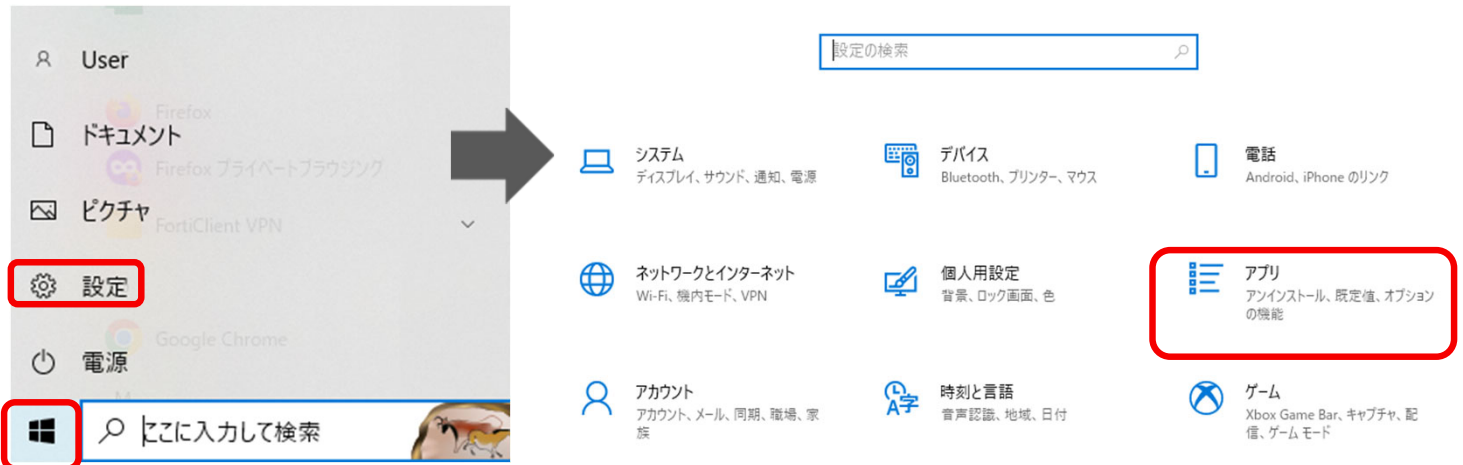 User
Firefox
ドキュメント
Firefox プライベートブラウジング
ピクチャ
FortiClient VPN
設定
Google Chrome
電源
M
ここに入力して検索
設定の検索
システム
ディスプレイ、サウンド、通知、電源
デバイス
Bluetooth、プリンター、マウス
電話
Android、iPhone のリンク
ネットワークとインターネット
Wi-Fi、機内モード、VPN
個人用設定
背景、ロック画面、色
アプリ
アンインストール、既定値、オプション
の機能
アカウント
アカウント、メール、同期、職場、家
族
時刻と言語
音声認識、地域、日付
ゲーム
Xbox Game Bar、キャプチャ、配
信、ゲーム モード